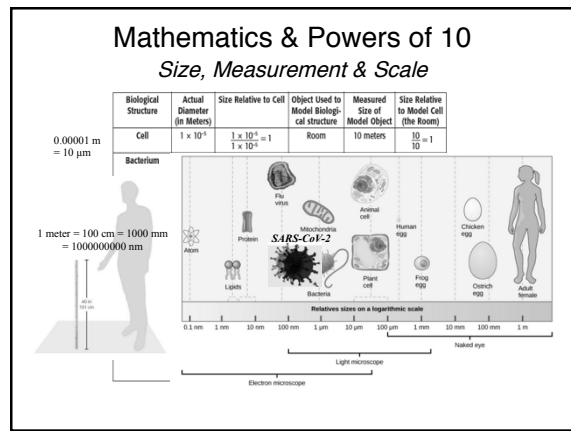 Mathematics & Powers of 10
Size, Measurement & Scale
Biological Structure
Actual Diameter (in Meters)
Size Relative to Cell
Object Used to Model Biological structure
Measured Size of Model Object
Size Relative to Model Cell (the Room)
Cell
1 × 10⁻⁵
1 × 10⁻⁵ / 1 × 10⁻⁵ = 1
Room
10 meters
10/10 = 1
Bacterium
0.00001 m
= 10 μm
1 meter = 100 cm = 1000 mm
= 1000000000 nm
40 in
101 cm
Flu virus
Animal cell
Mitochondria
Human egg
Chicken egg
Protein
SARS-CoV-2
Atom
Lipids
Bacteria
Plant cell
Frog egg
Ostrich egg
Adult female
Relatives sizes on a logarithmic scale
0.1 nm 1 nm 10 nm 100 nm 1 μm 10 μm 100 μm 1 mm 10 mm 100 mm 1 m
Naked eye
Light microscope
Electron microscope